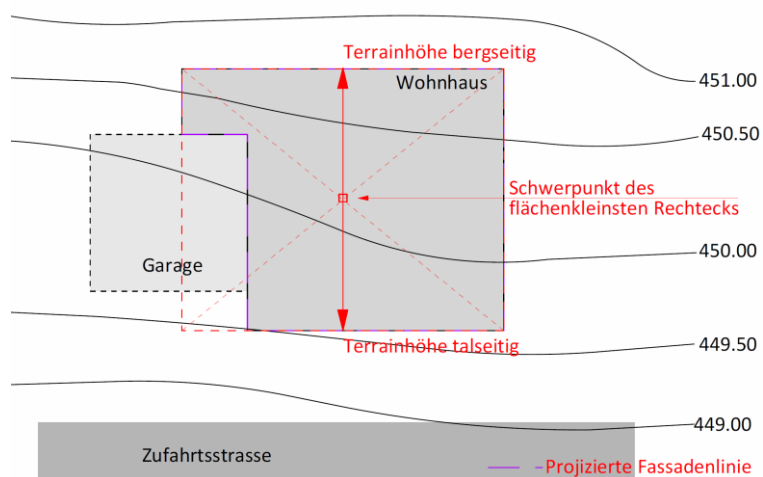 Terrainhöhe bergseitig
Wohnhaus
451.00
450.50
Schwerpunkt des
flächenkleinsten Rechtecks
450.00
Garage
449.50
Terrainhöhe talseitig
449.00
Zufahrtsstrasse
Projizierte Fassadenlinie